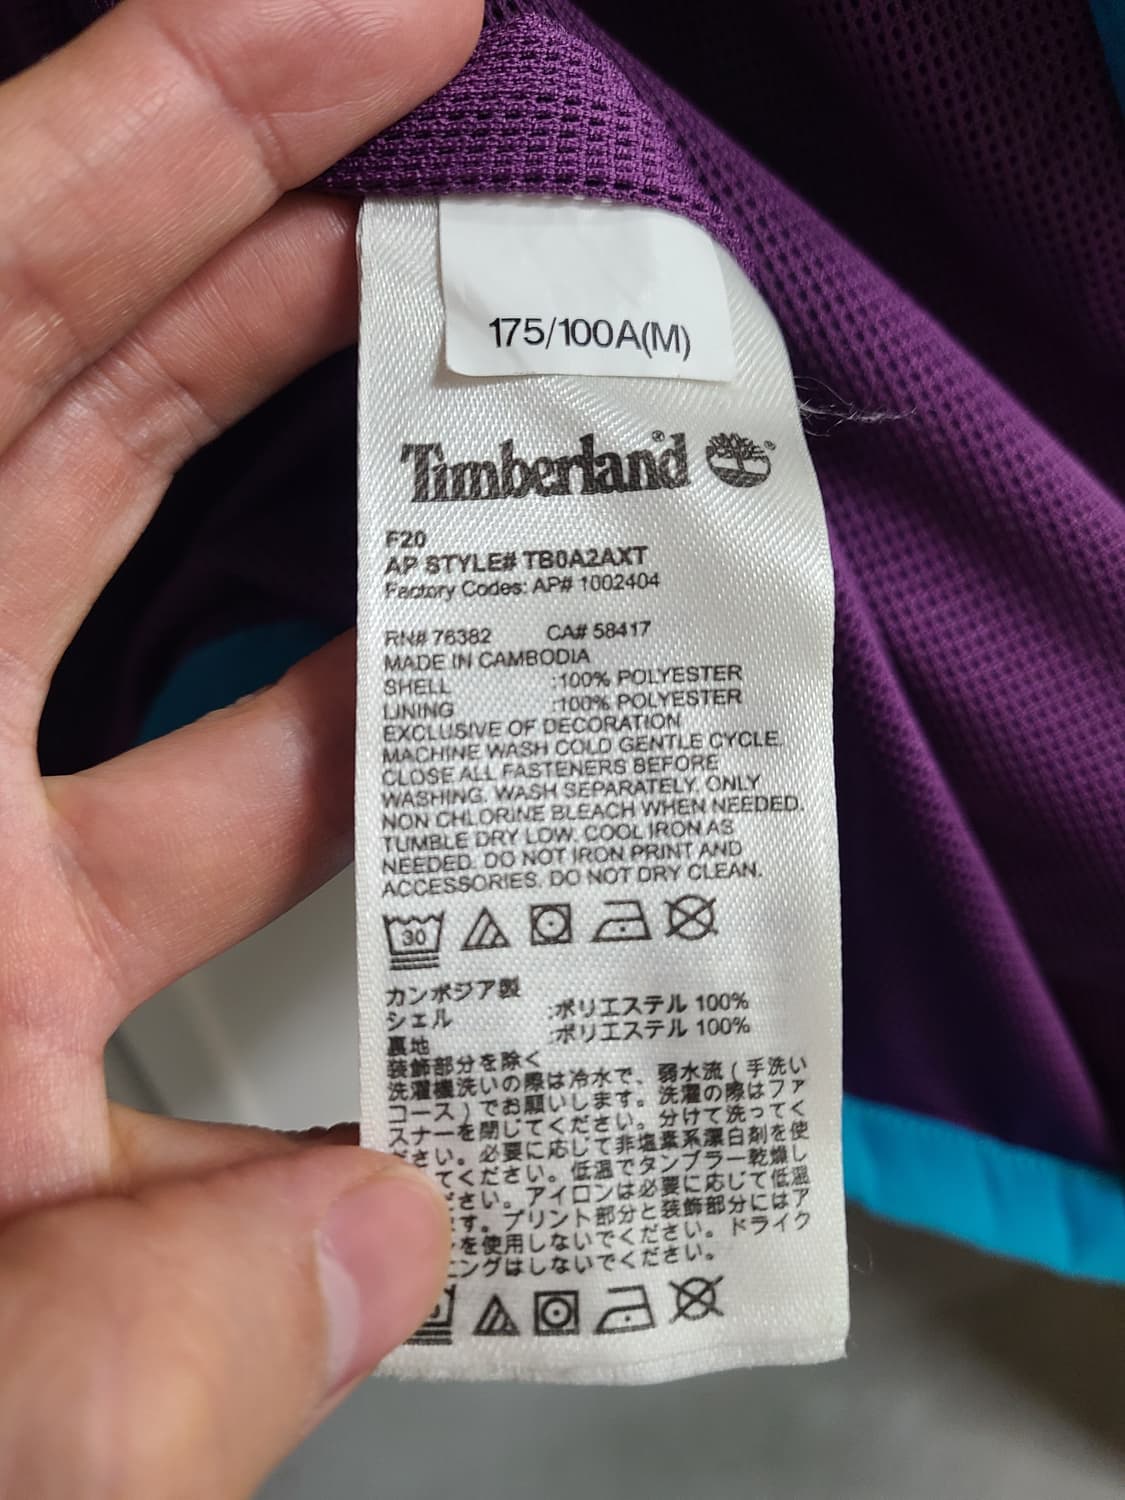 175/100A(M)
Timberland
F20
AP STYLE# TB0A2AXT
Factory Codes: AP# 1002404
RN# 76382 CA# 58417
MADE IN CAMBODIA
SHELL :100% POLYESTER
LINING :100% POLYESTER
EXCLUSIVE OF DECORATION
MACHINE WASH COLD GENTLE CYCLE.
CLOSE ALL FASTENERS BEFORE
WASHING. WASH SEPARATELY. ONLY
NON CHLORINE BLEACH WHEN NEEDED.
TUMBLE DRY LOW. COOL IRON AS
NEEDED. DO NOT IRON PRINT AND
ACCESSORIES. DO NOT DRY CLEAN.
30
カンボジア製
シェル :ポリエステル 100%
裏地 :ポリエステル 100%
装飾部分を除く
洗濯機洗いの際は冷水で、弱水流(手洗い
コース)でお願いします。洗濯の際はファ
スナーを閉じてください。分けて洗ってく
ださい。必要に応じて非塩素系漂白剤を使
てください。低温でタンブラー乾燥し
さい。アイロンは必要に応じて低温
す。プリント部分と装飾部分にはア
を使用しないでください。ドライク
ニングはしないでください。